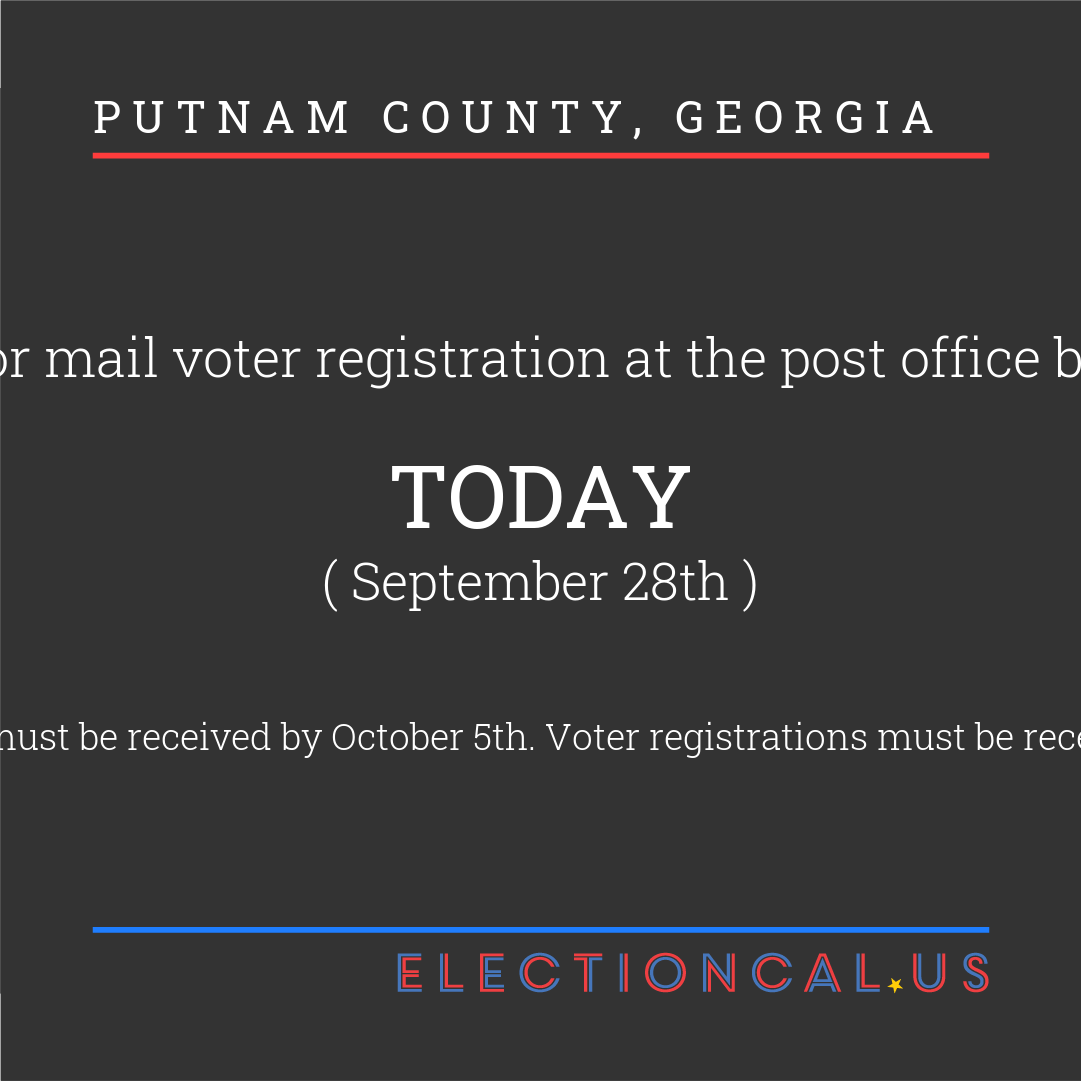 PUTNAM COUNTY, GEORGIA
or mail voter registration at the post office b
TODAY
( September 28th )
must be received by October 5th. Voter registrations must be rece
ELECTIONCAL.US